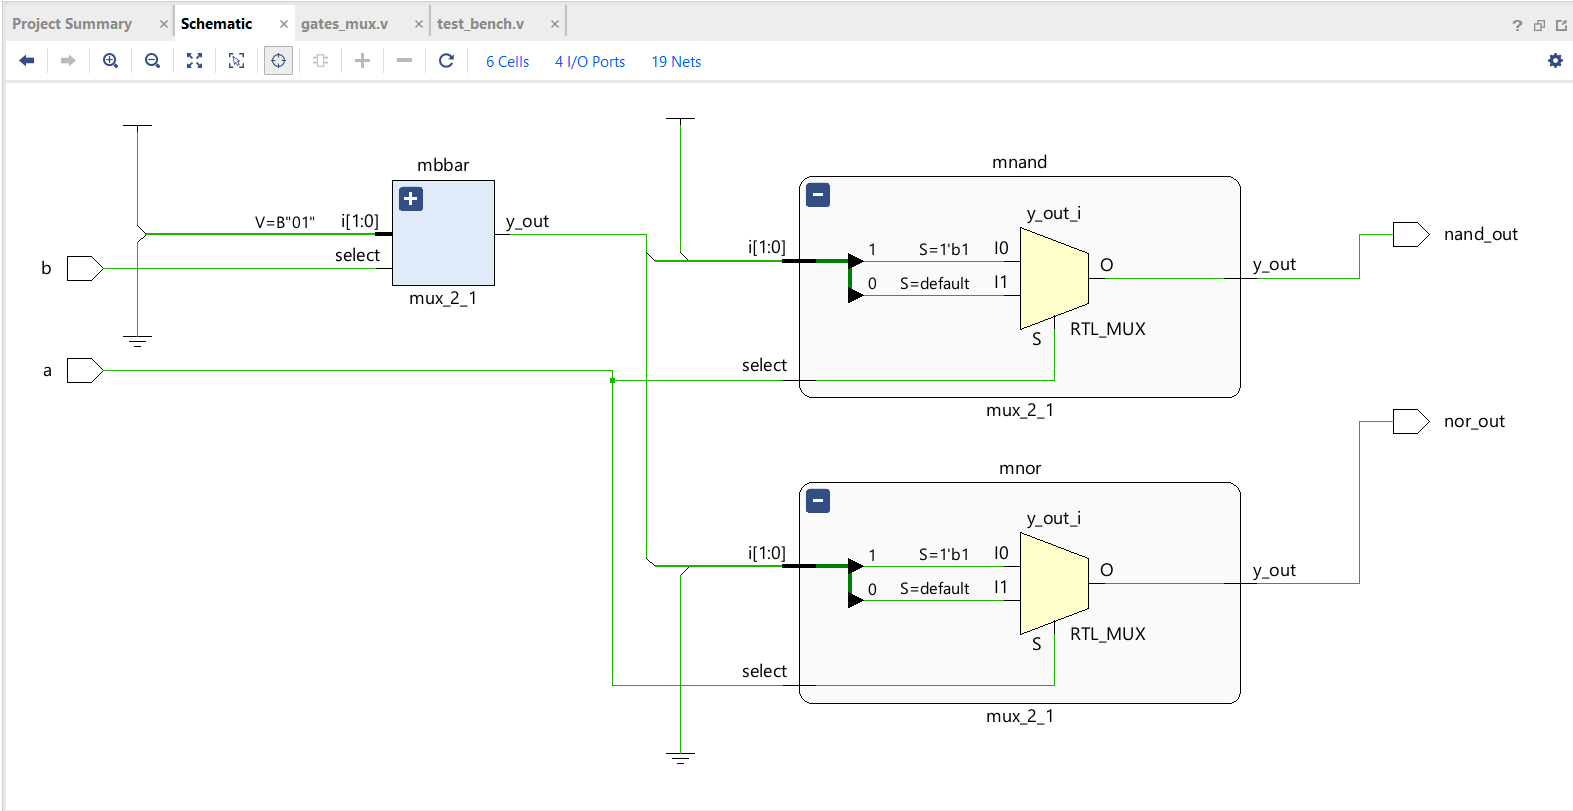 Project Summary × Schematic × gates_mux.v × test_bench.v ×
6 Cells 4 I/O Ports 19 Nets
mbbar
V=B"01" i[1:0]
select
y_out
mux_2_1
b
a
mnand
y_out_i
i[1:0]
1 S=1'b1 I0
0 S=default I1
O
S
RTL_MUX
select
y_out
mux_2_1
nand_out
mnor
y_out_i
i[1:0]
1 S=1'b1 I0
0 S=default I1
O
S
RTL_MUX
select
y_out
mux_2_1
nor_out